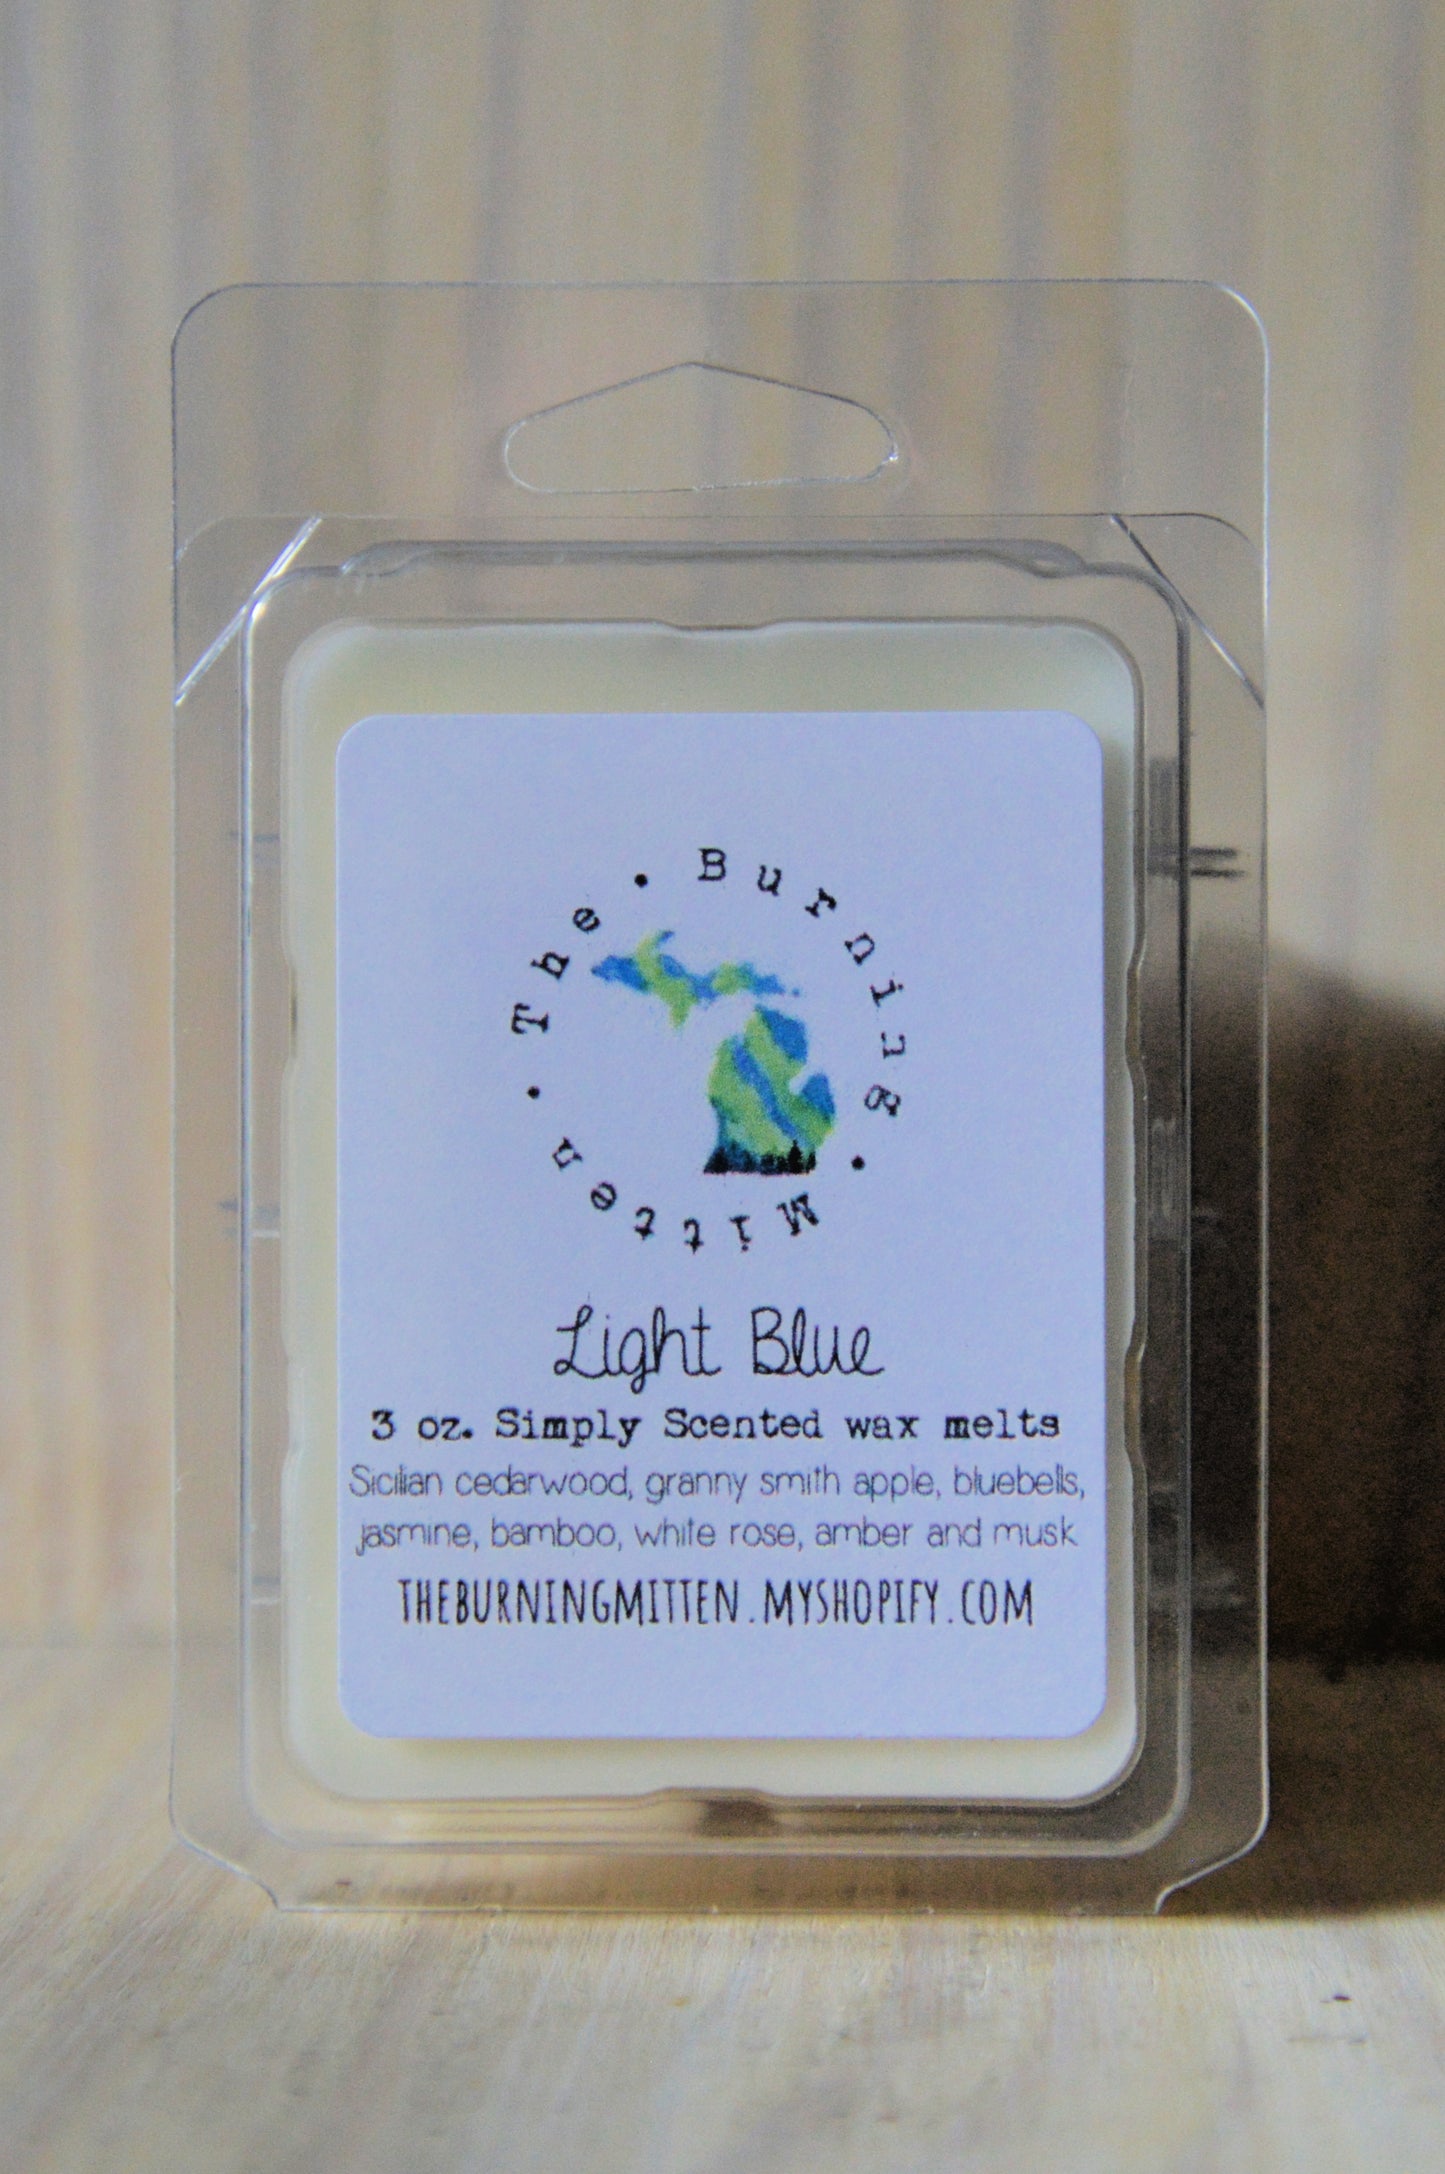 The • Burning • Mitten •
Light Blue
3 oz. Simply Scented wax melts
Sicilian cedarwood, granny smith apple, bluebells,
jasmine, bamboo, white rose, amber and musk
THEBURNINGMITTEN.MYSHOPIFY.COM